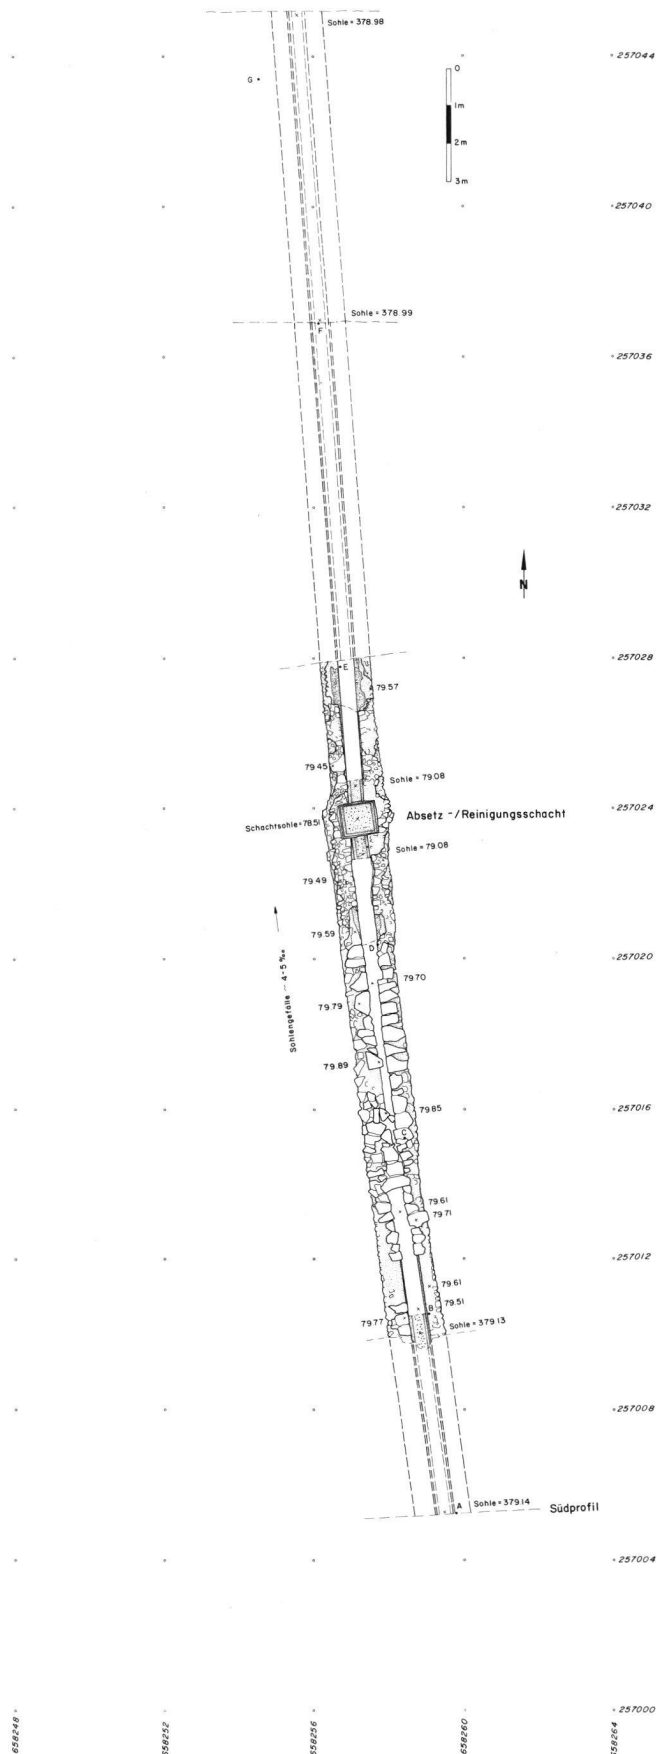 Sohle = 378.98
257044
G
0
1m
2m
3m
257040
Sohle = 378.99
F
257036
257032
N
257028
E
79.57
79.45
Sohle = 79.08
257024
Absetz -/Reinigungsschacht
Schachtsohle = 78.51
Sohle = 79.08
79.49
79.59
D
257020
Sohlengefälle ~ 4-5 ‰
79.70
79.79
79.89
79.85
257016
C
79.61
79.71
257012
79.61
79.51
B
79.77
Sohle = 379.13
257008
A
Sohle = 379.14
Südprofil
257004
257000
658248
658252
658256
658260
658264